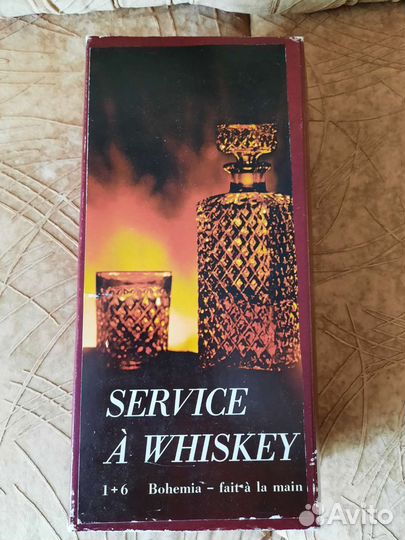 SERVICE
À WHISKEY
1+6 Bohemia – fait à la main
Avito